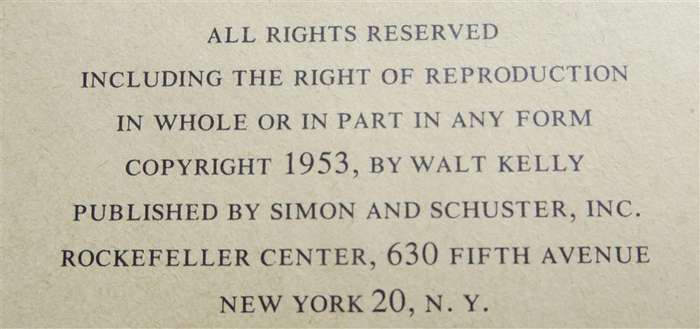 ALL RIGHTS RESERVED
INCLUDING THE RIGHT OF REPRODUCTION
IN WHOLE OR IN PART IN ANY FORM
COPYRIGHT 1953, BY WALT KELLY
PUBLISHED BY SIMON AND SCHUSTER, INC.
ROCKEFELLER CENTER, 630 FIFTH AVENUE
NEW YORK 20, N. Y.